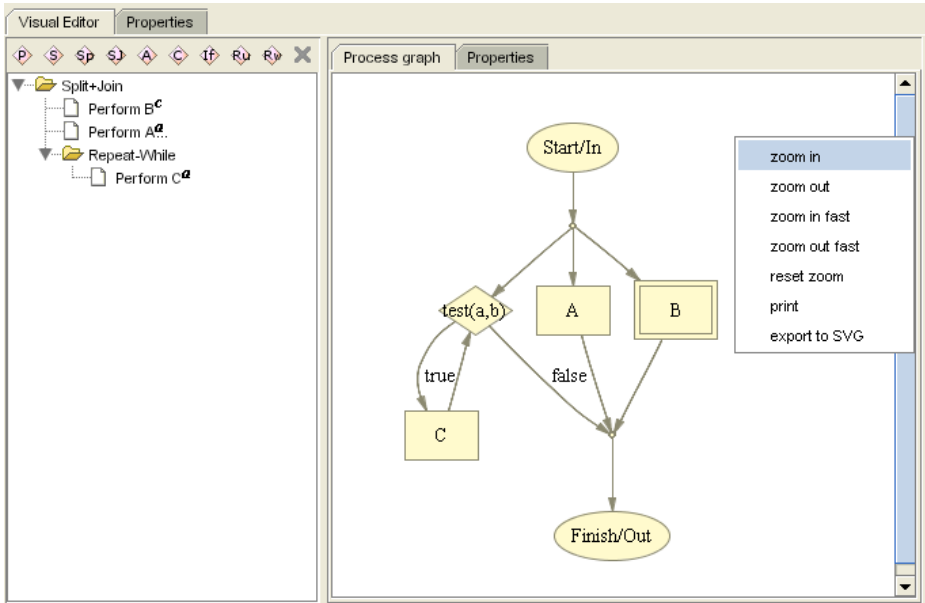 Visual Editor Properties
P S Sp SJ A C If Ru Rw
Split+Join
Perform B c
Perform A a...
Repeat-While
Perform C a
Process graph Properties
Start/In
test(a,b) A B
true false
C
Finish/Out
zoom in
zoom out
zoom in fast
zoom out fast
reset zoom
print
export to SVG